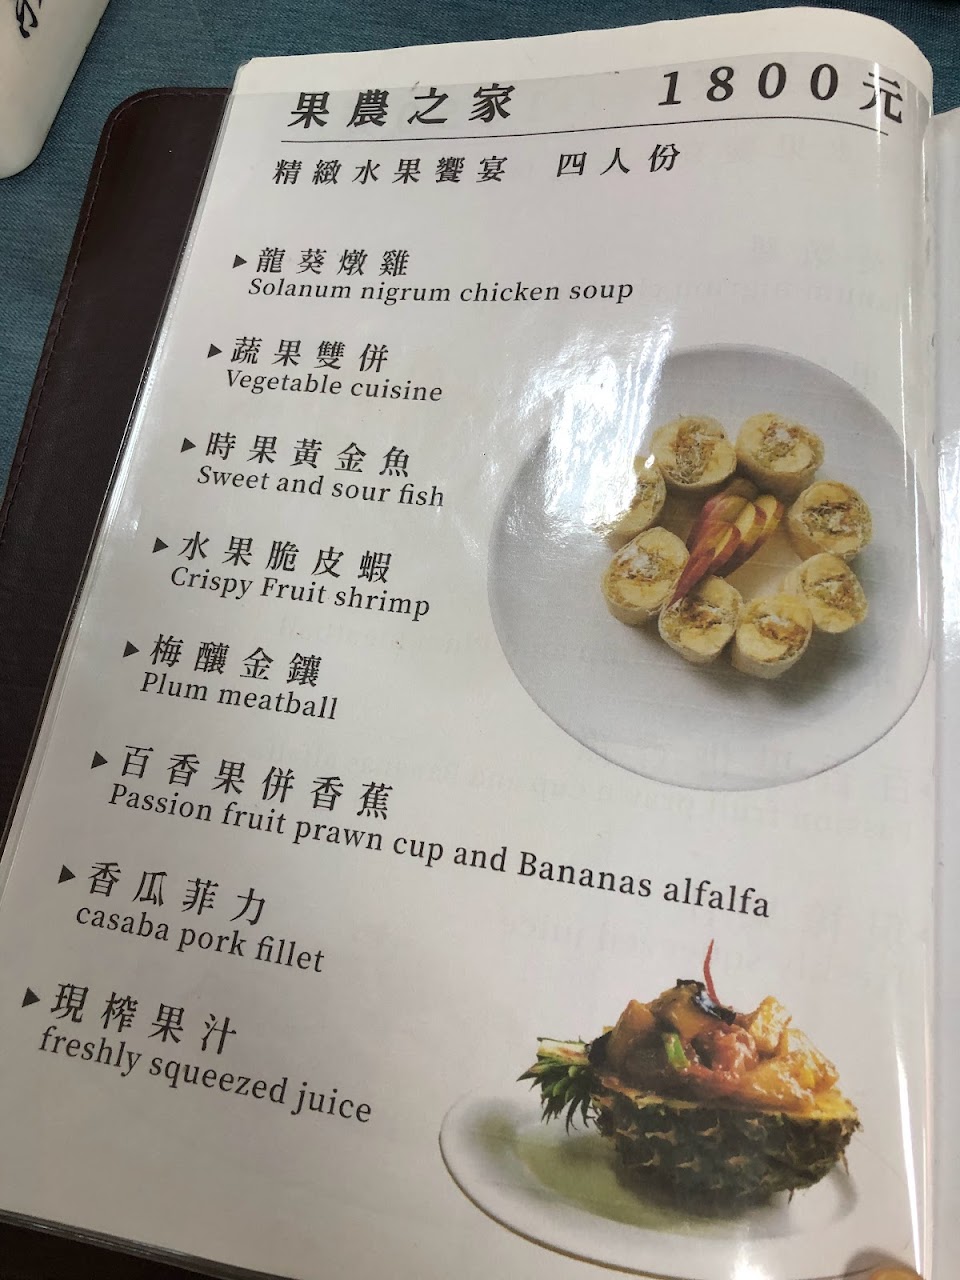 果農之家 1800元
精緻水果饗宴 四人份
▶龍葵燉雞
Solanum nigrum chicken soup
▶蔬果雙併
Vegetable cuisine
▶時果黃金魚
Sweet and sour fish
▶水果脆皮蝦
Crispy Fruit shrimp
▶梅釀金鑲
Plum meatball
▶百香果併香蕉
Passion fruit prawn cup and Bananas alfalfa
▶香瓜菲力
casaba pork fillet
▶現榨果汁
freshly squeezed juice